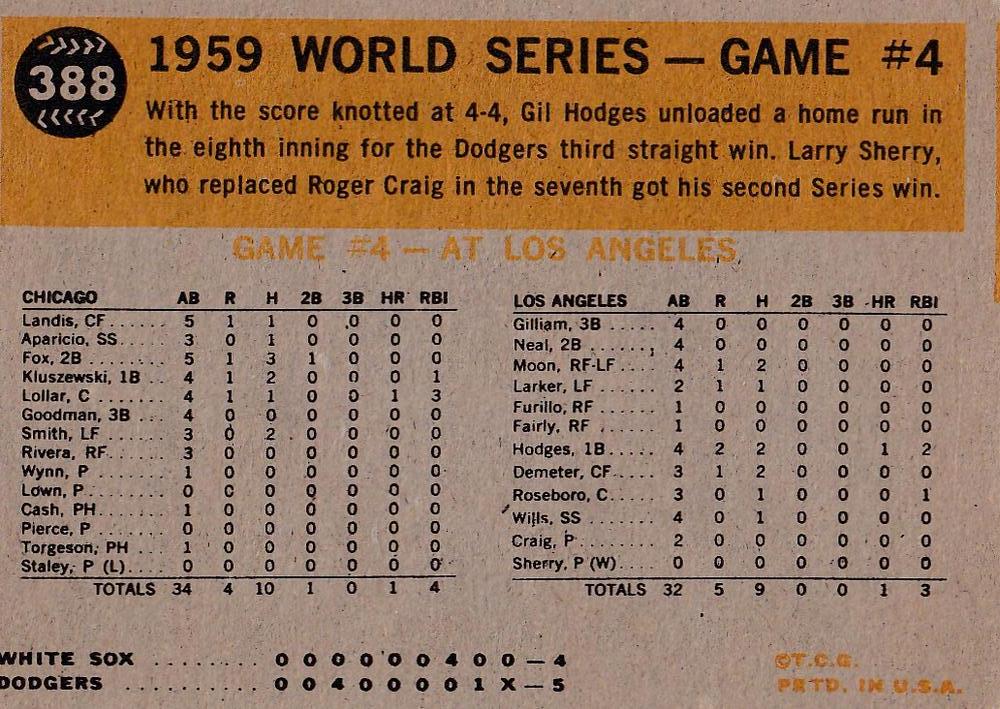 388
1959 WORLD SERIES — GAME #4
With the score knotted at 4-4, Gil Hodges unloaded a home run in
the eighth inning for the Dodgers third straight win. Larry Sherry,
who replaced Roger Craig in the seventh got his second Series win.
GAME #4 — AT LOS ANGELES
CHICAGO AB R H 2B 3B HR RBI
Landis, CF...... 5 1 1 0 0 0 0
Aparicio, SS.... 3 0 1 0 0 0 0
Fox, 2B ........ 5 1 3 1 0 0 0
Kluszewski, 1B .. 4 1 2 0 0 0 1
Lollar, C ....... 4 1 1 0 0 1 3
Goodman, 3B ... 4 0 0 0 0 0 0
Smith, LF ...... 3 0 2 0 0 0 0
Rivera, RF...... 3 0 0 0 0 0 0
Wynn, P ....... 1 0 0 0 0 0 0
Lown, P........ 0 0 0 0 0 0 0
Cash, PH....... 1 0 0 0 0 0 0
Pierce, P ...... 0 0 0 0 0 0 0
Torgeson, PH ... 1 0 0 0 0 0 0
Staley, P (L).... 0 0 0 0 0 0 0
TOTALS 34 4 10 1 0 1 4
LOS ANGELES AB R H 2B 3B HR RBI
Gilliam, 3B ..... 4 0 0 0 0 0 0
Neal, 2B ....... 4 0 0 0 0 0 0
Moon, RF-LF.... 4 1 2 0 0 0 0
Larker, LF ...... 2 1 1 0 0 0 0
Furillo, RF ...... 1 0 0 0 0 0 0
Fairly, RF ...... 1 0 0 0 0 0 0
Hodges, 1B..... 4 2 2 0 0 1 2
Demeter, CF.... 3 1 2 0 0 0 0
Roseboro, C..... 3 0 1 0 0 0 1
Wills, SS ....... 4 0 1 0 0 0 0
Craig, P........ 2 0 0 0 0 0 0
Sherry, P (W).... 0 0 0 0 0 0 0
TOTALS 32 5 9 0 0 1 3
WHITE SOX ......... 0 0 0 0 0 0 4 0 0 — 4
DODGERS ........... 0 0 4 0 0 0 0 1 X — 5
©T.C.G.
PRTD. IN U.S.A.